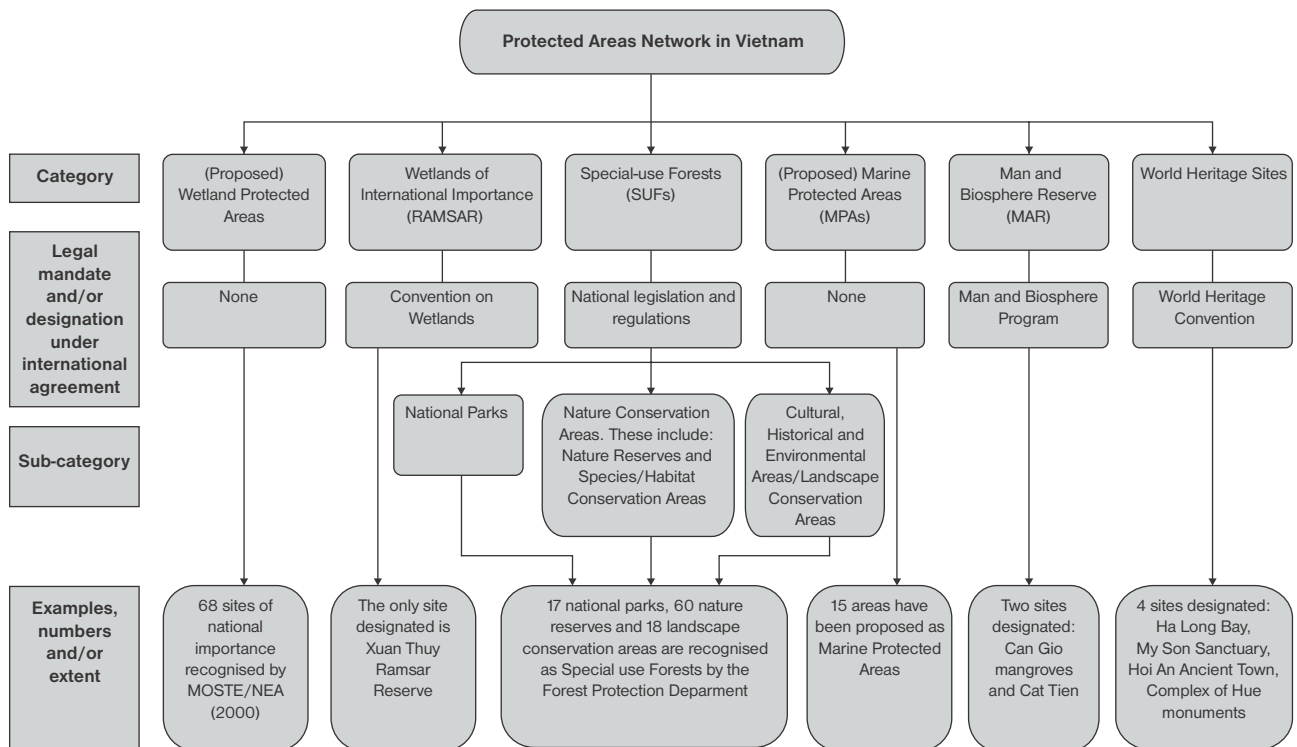 Protected Areas Network in Vietnam
Category
(Proposed)
Wetland Protected
Areas
Wetlands of
International Importance
(RAMSAR)
Special-use Forests
(SUFs)
(Proposed) Marine
Protected Areas
(MPAs)
Man and
Biosphere Reserve
(MAR)
World Heritage Sites
Legal
mandate
and/or
designation
under
international
agreement
None
Convention on
Wetlands
National legislation and
regulations
None
Man and Biosphere
Program
World Heritage
Convention
Sub-category
National Parks
Nature Conservation
Areas. These include:
Nature Reserves and
Species/Habitat
Conservation Areas
Cultural,
Historical and
Environmental
Areas/Landscape
Conservation
Areas
Examples,
numbers
and/or
extent
68 sites of
national
importance
recognised by
MOSTE/NEA
(2000)
The only site
designated is
Xuan Thuy
Ramsar
Reserve
17 national parks, 60 nature
reserves and 18 landscape
conservation areas are recognised
as Special use Forests by the
Forest Protection Deparment
15 areas have
been proposed as
Marine Protected
Areas
Two sites
designated:
Can Gio
mangroves
and Cat Tien
4 sites designated:
Ha Long Bay,
My Son Sanctuary,
Hoi An Ancient Town,
Complex of Hue
monuments